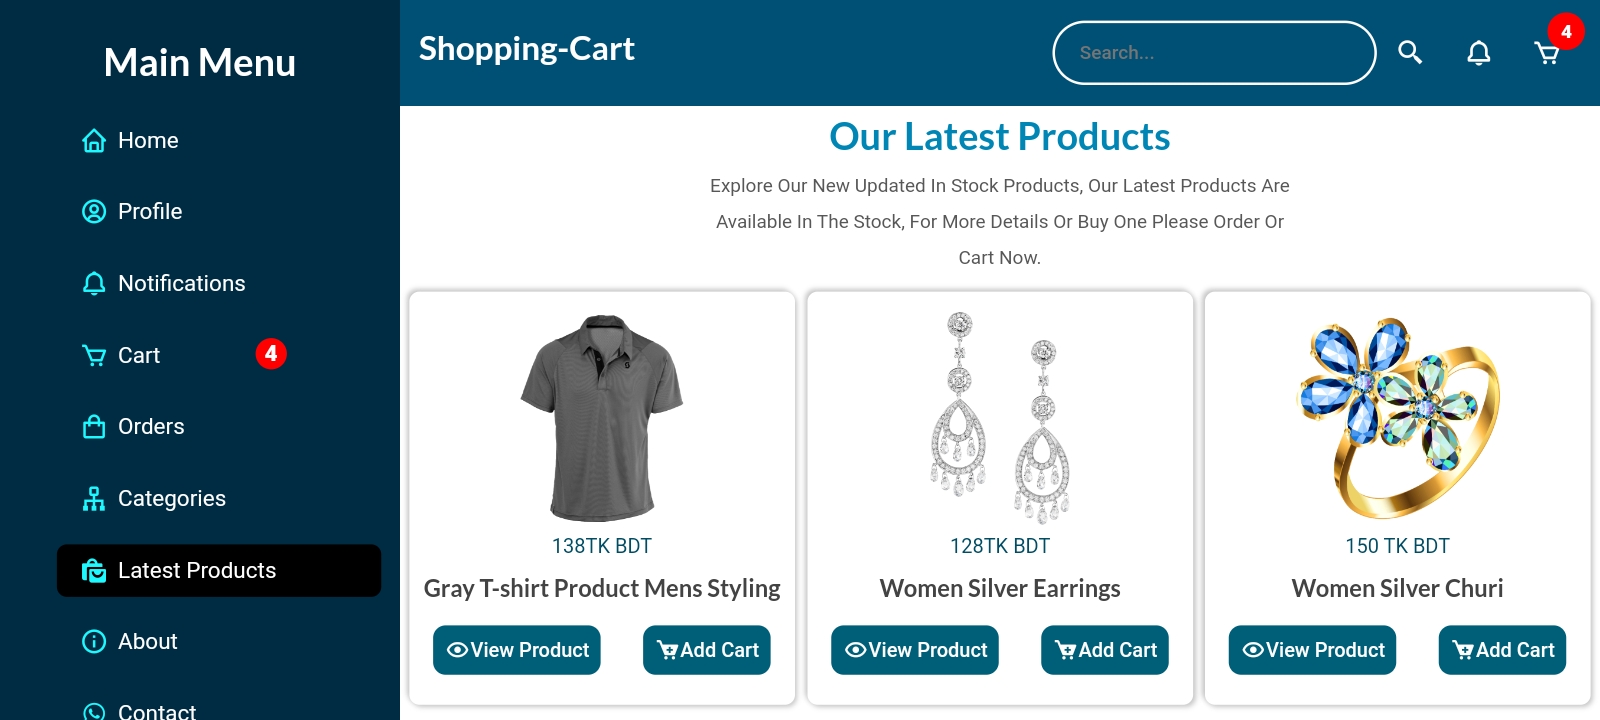 Main Menu
Home
Profile
Notifications
Cart 4
Orders
Categories
Latest Products
About
Contact
Shopping-Cart
Search...
4
Our Latest Products
Explore Our New Updated In Stock Products, Our Latest Products Are
Available In The Stock, For More Details Or Buy One Please Order Or
Cart Now.
138TK BDT
Gray T-shirt Product Mens Styling
View Product Add Cart
128TK BDT
Women Silver Earrings
View Product Add Cart
150 TK BDT
Women Silver Churi
View Product Add Cart